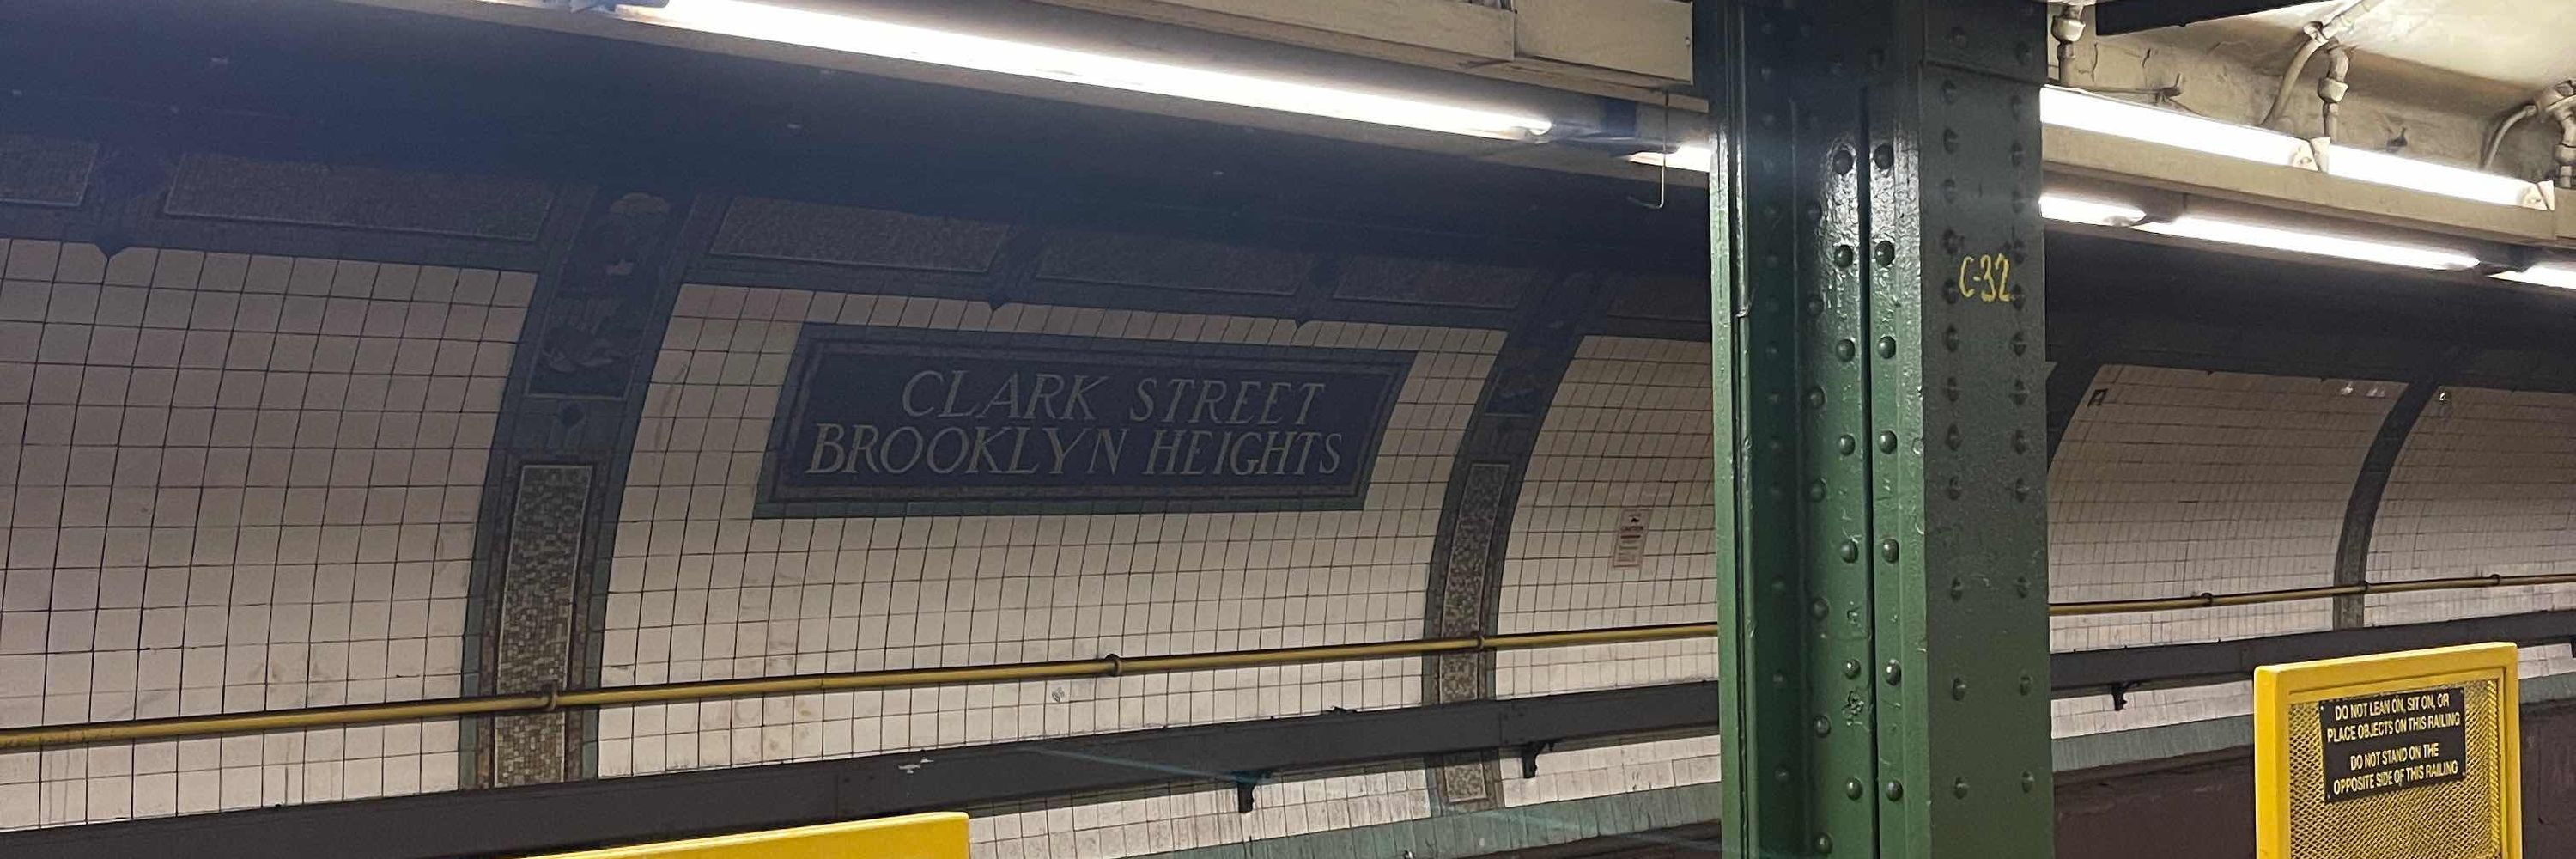 CLARK STREET
BROOKLYN HEIGHTS
C-32
DO NOT LEAN ON, SIT ON, OR
PLACE OBJECTS ON THIS RAILING
DO NOT STAND ON THE
OPPOSITE SIDE OF THIS RAILING